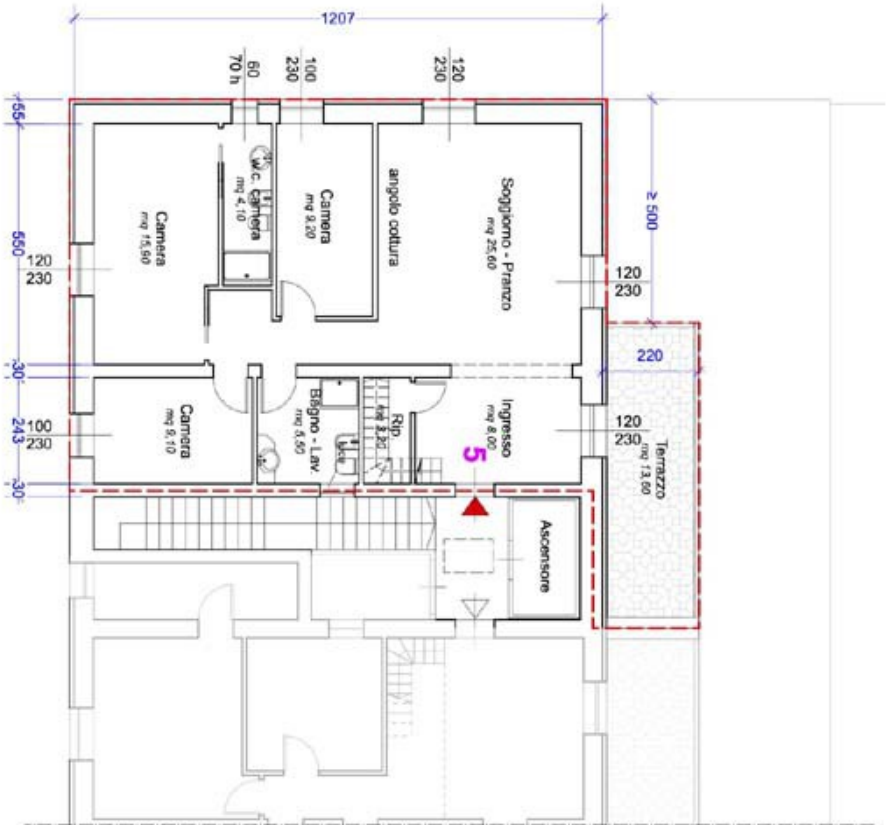 1207
60
70 h
100
230
120
230
55
550
30
243
30
≥ 500
220
120
230
100
230
120
230
120
230
Camera
mq 15,90
w.c. camera
mq 4,10
Camera
mq 9,20
angolo cottura
Soggiorno - Pranzo
mq 25,60
Camera
mq 9,10
Bagno - Lav.
mq 5,50
Rip.
mq 3,20
Ingresso
mq 8,00
5
Terrazzo
mq 13,60
Ascensore